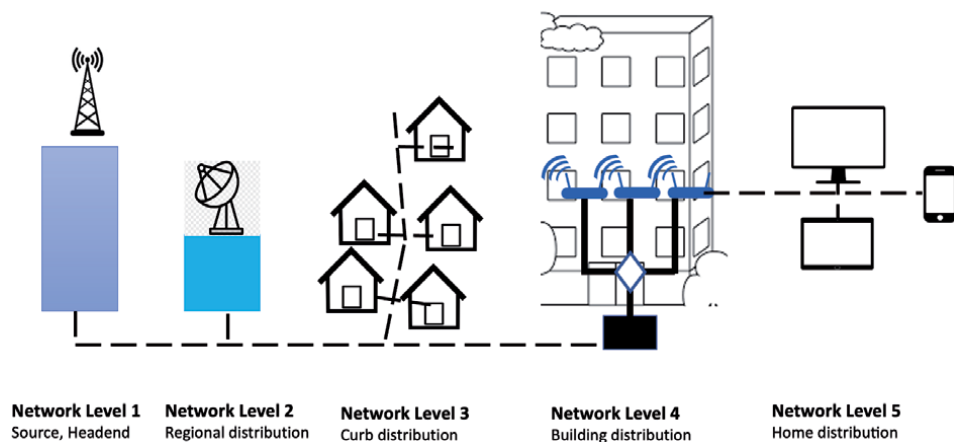 Network Level 1
Source, Headend
Network Level 2
Regional distribution
Network Level 3
Curb distribution
Network Level 4
Building distribution
Network Level 5
Home distribution